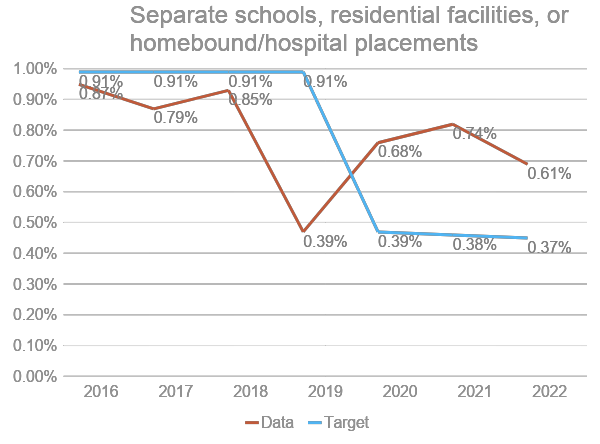 Separate schools, residential facilities, or
homebound/hospital placements
1.00%
0.91% 0.91% 0.91% 0.91%
0.90%
0.87% 0.85%
0.79%
0.80%
0.74%
0.70%
0.68%
0.61%
0.60%
0.50%
0.39% 0.39% 0.38% 0.37%
0.40%
0.30%
0.20%
0.10%
0.00%
2016 2017 2018 2019 2020 2021 2022
Data Target